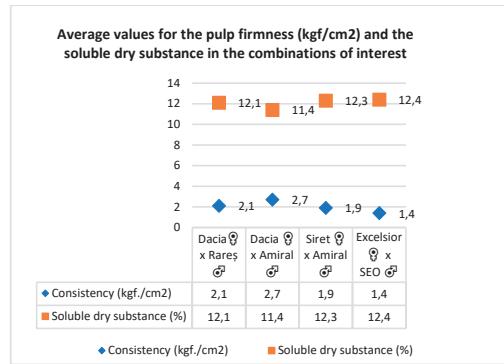 Average values for the pulp firmness (kgf/cm2) and the
soluble dry substance in the combinations of interest
14
12
10
8
6
4
2
0
12,1
11,4
12,3
12,4
2,1
2,7
1,9
1,4
Dacia ♀ x Rareș ♂
Dacia ♀ x Amiral ♂
Siret ♀ x Amiral ♂
Excelsior ♀ x SEO ♂
Consistency (kgf./cm2) 2,1 2,7 1,9 1,4
Soluble dry substance (%) 12,1 11,4 12,3 12,4
Consistency (kgf./cm2) Soluble dry substance (%)